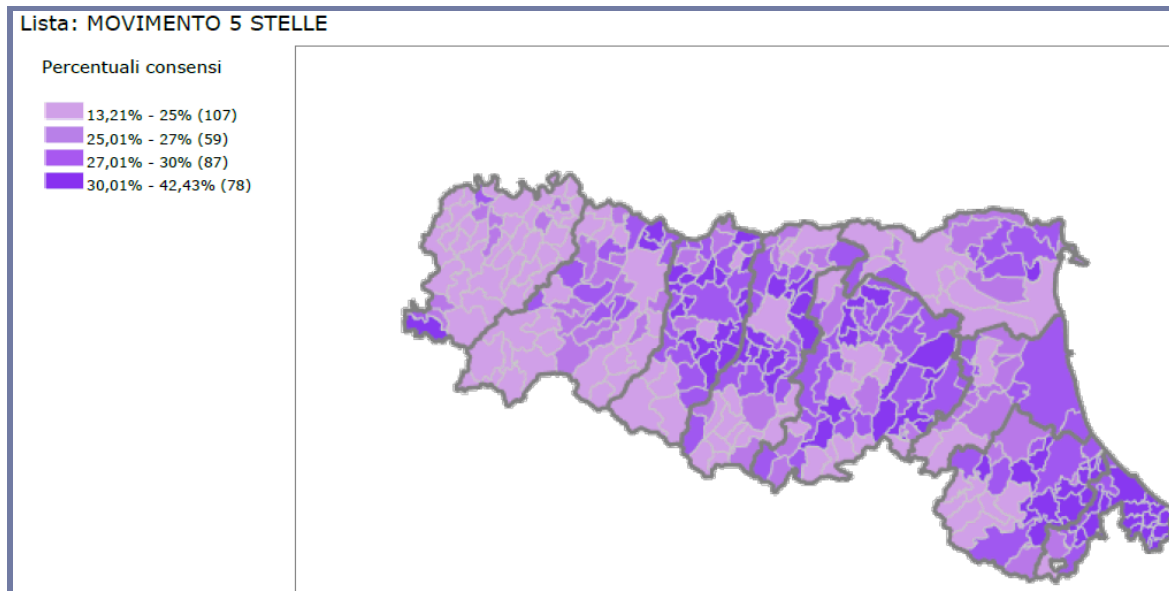 Lista: MOVIMENTO 5 STELLE
Percentuali consensi
13,21% - 25% (107)
25,01% - 27% (59)
27,01% - 30% (87)
30,01% - 42,43% (78)